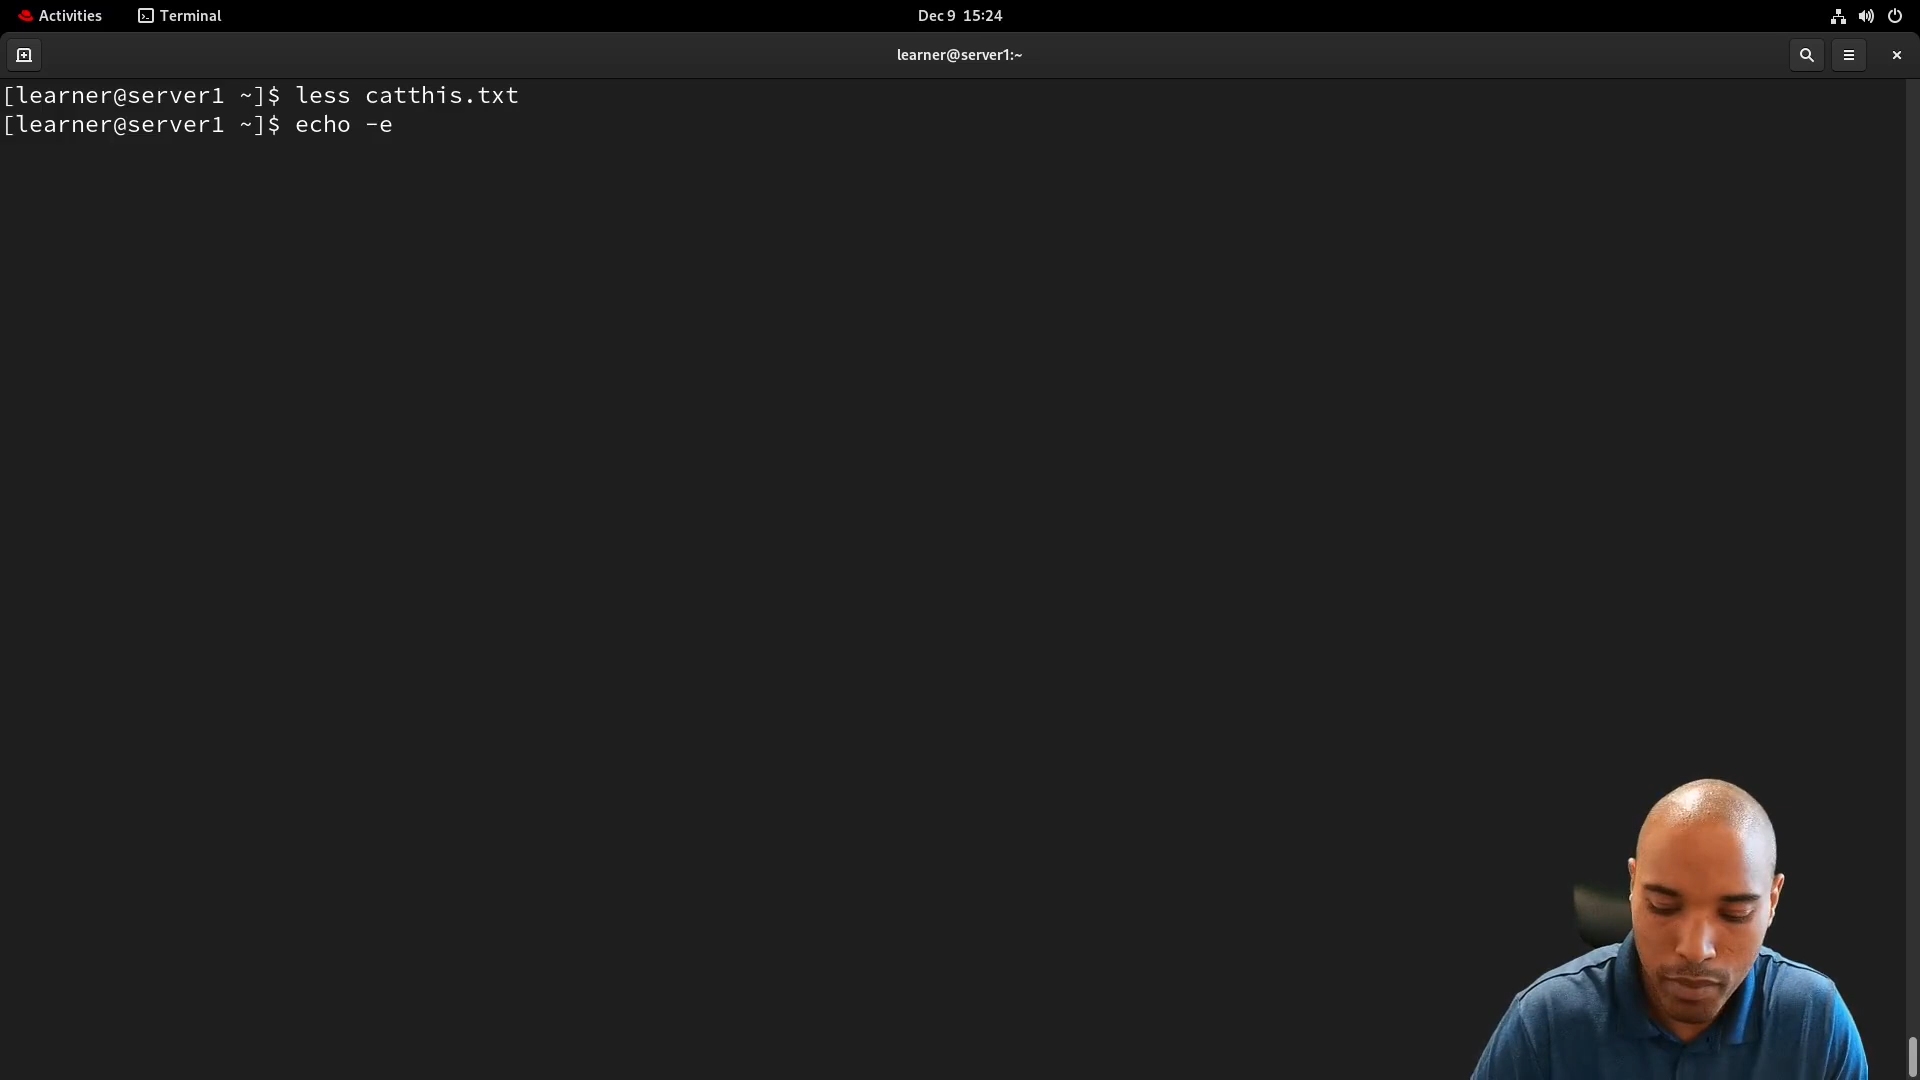 Activities
Terminal
Dec 9 15:24
learner@server1:~
[learner@server1 ~]$ less catthis.txt
[learner@server1 ~]$ echo -e